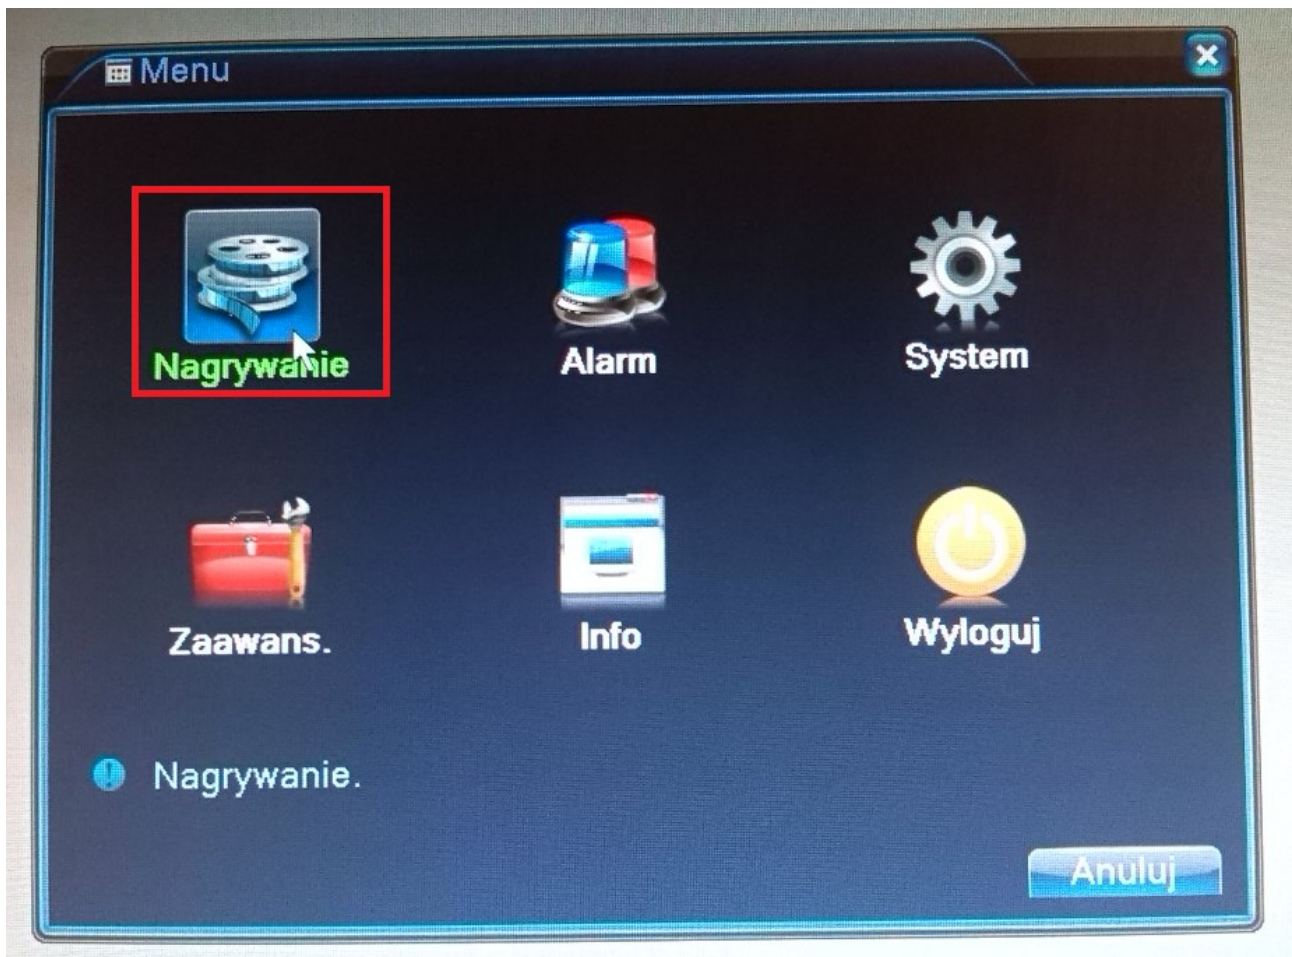 Menu
Nagrywanie
Alarm
System
Zaawans.
Info
Wyloguj
Nagrywanie.
Anuluj